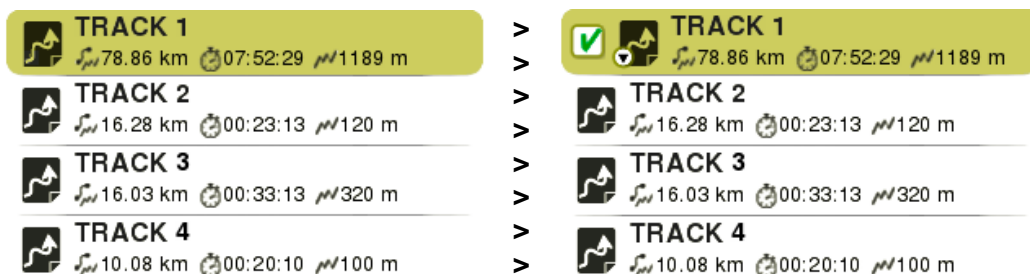 TRACK 1
78.86 km 07:52:29 1189 m
TRACK 2
16.28 km 00:23:13 120 m
TRACK 3
16.03 km 00:33:13 320 m
TRACK 4
10.08 km 00:20:10 100 m
>
>
>
>
>
>
>
>
TRACK 1
78.86 km 07:52:29 1189 m
TRACK 2
16.28 km 00:23:13 120 m
TRACK 3
16.03 km 00:33:13 320 m
TRACK 4
10.08 km 00:20:10 100 m